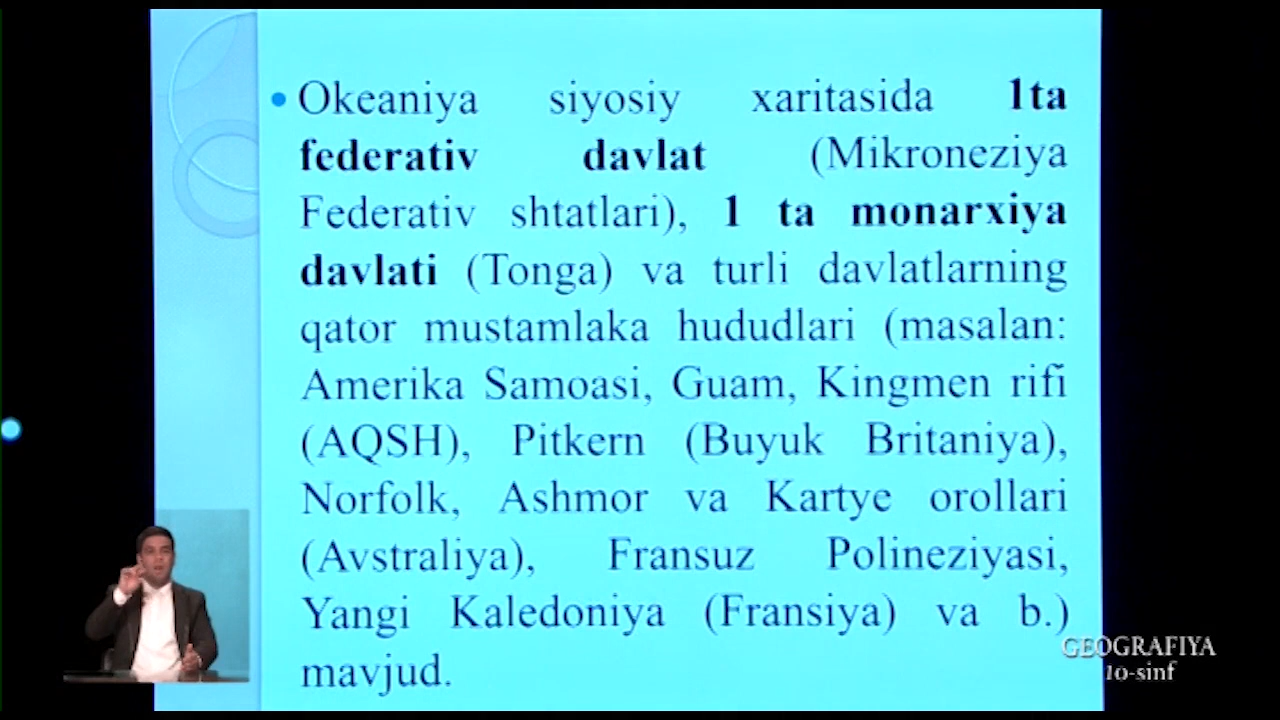 • Okeaniya siyosiy xaritasida 1ta
federativ davlat (Mikroneziya
Federativ shtatlari), 1 ta monarxiya
davlati (Tonga) va turli davlatlarning
qator mustamlaka hududlari (masalan:
Amerika Samoasi, Guam, Kingmen rifi
(AQSH), Pitkern (Buyuk Britaniya),
Norfolk, Ashmor va Kartye orollari
(Avstraliya), Fransuz Polineziyasi,
Yangi Kaledoniya (Fransiya) va b.)
mavjud.
GEOGRAFIYA
10-sinf